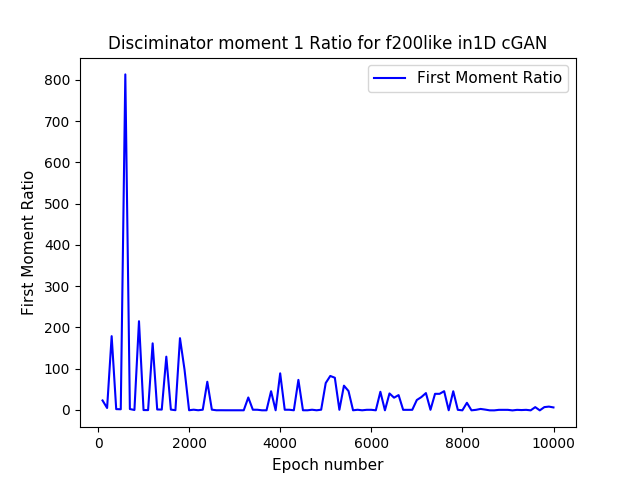 Disciminator moment 1 Ratio for f200like in1D cGAN
First Moment Ratio
First Moment Ratio
800
700
600
500
400
300
200
100
0
0 2000 4000 6000 8000 10000
Epoch number